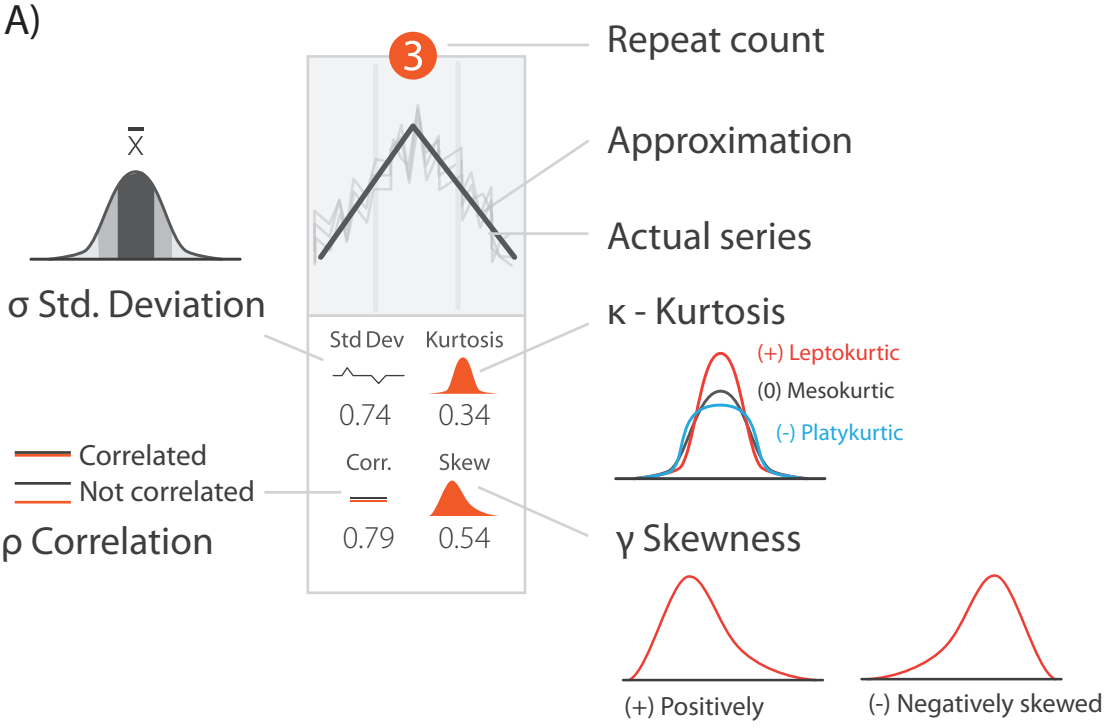 A)
3
Repeat count
x̄
Approximation
Actual series
σ Std. Deviation
κ - Kurtosis
Std Dev
Kurtosis
0.74
0.34
(+) Leptokurtic
(0) Mesokurtic
(-) Platykurtic
Correlated
Not correlated
ρ Correlation
Corr.
Skew
0.79
0.54
γ Skewness
(+) Positively
(-) Negatively skewed